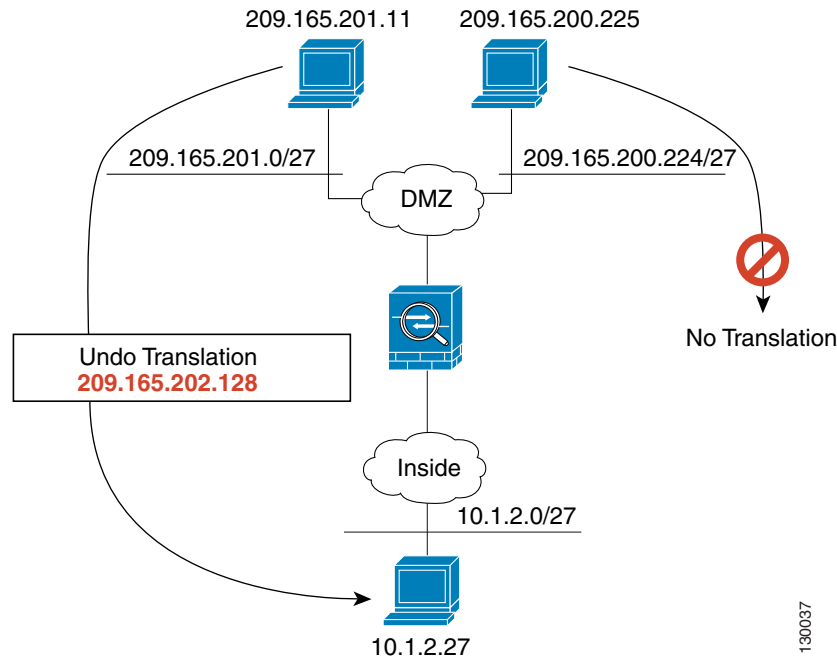 209.165.201.11
209.165.200.225
209.165.201.0/27
209.165.200.224/27
DMZ
No Translation
Undo Translation
209.165.202.128
Inside
10.1.2.0/27
10.1.2.27
130037